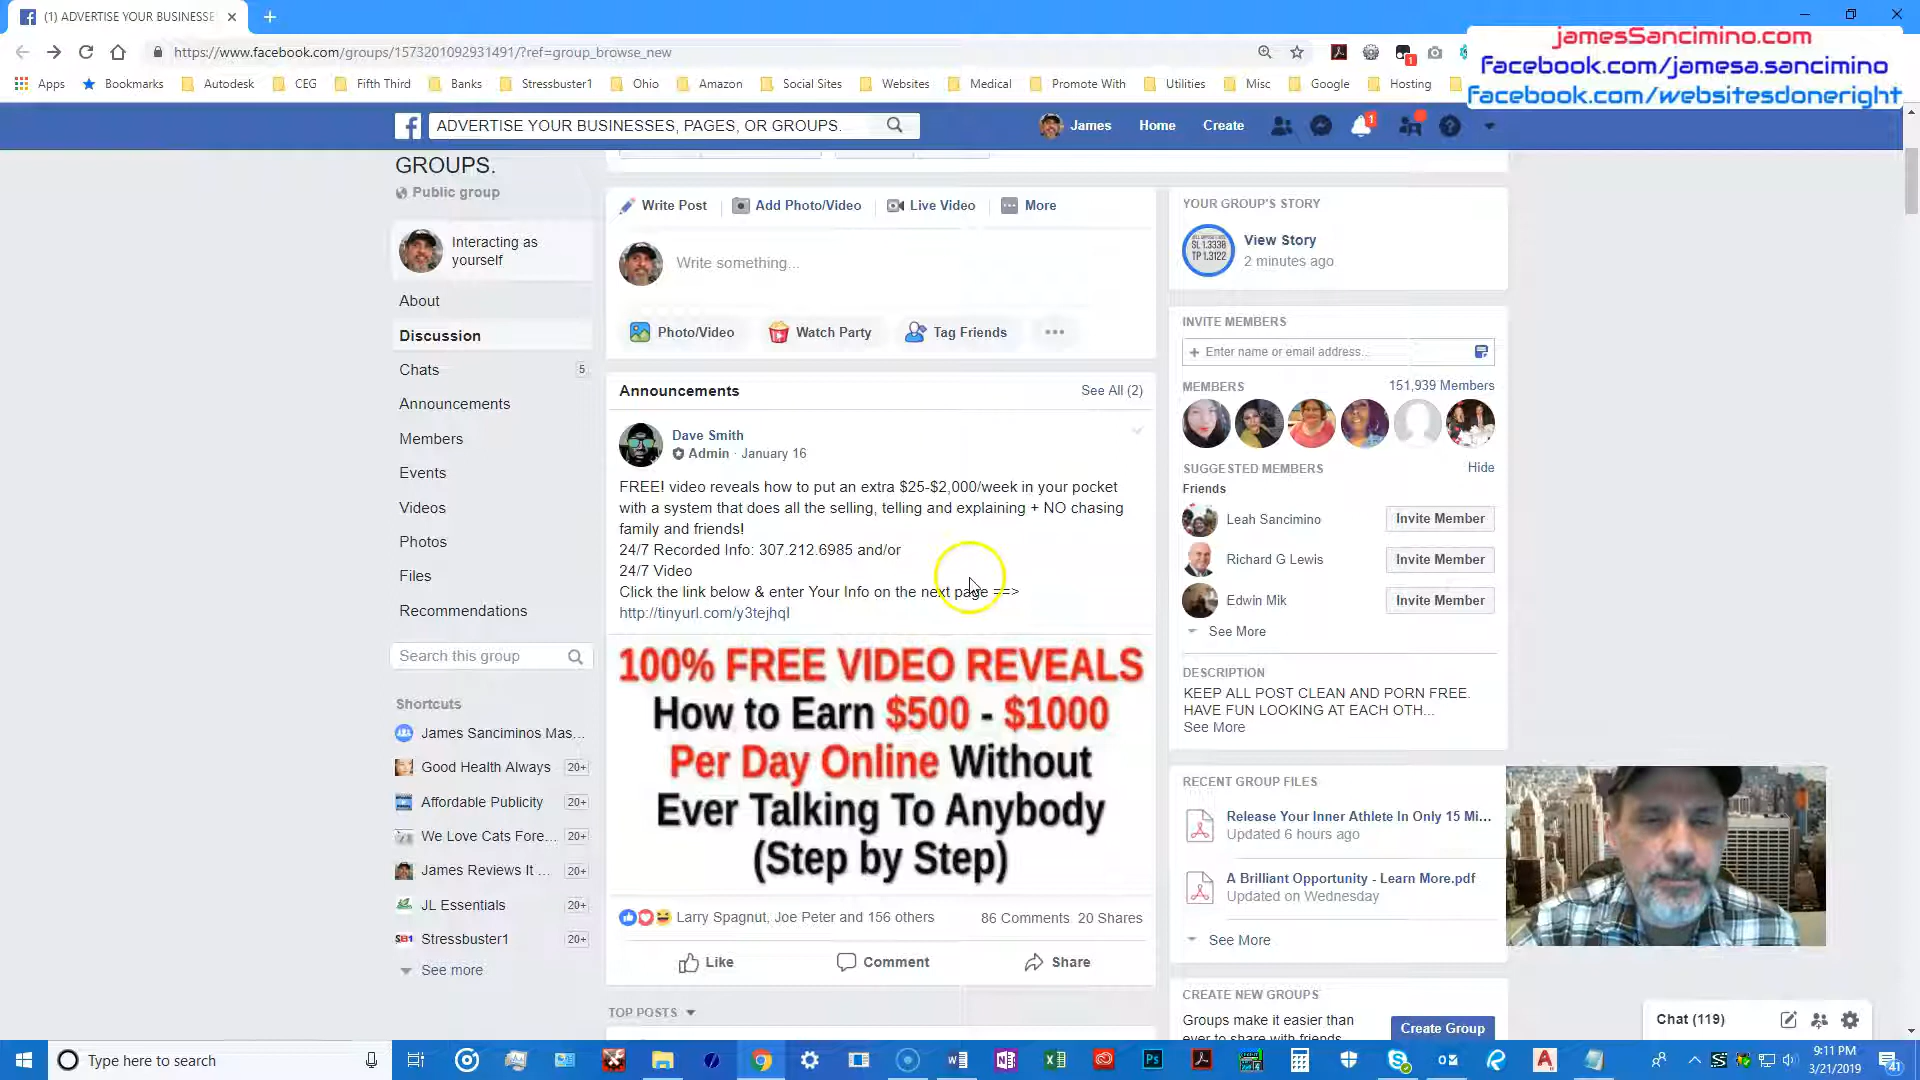 (1) ADVERTISE YOUR BUSINESSE
https://www.facebook.com/groups/1573201092931491/?ref=group_browse_new
Apps
Bookmarks
Autodesk
CEG
Fifth Third
Banks
Stressbuster1
Ohio
Amazon
Social Sites
Websites
Medical
Promote With
Utilities
Misc
Google
Hosting
jamesSancimino.com
facebook.com/jamesa.sancimino
facebook.com/websitesdoneright
ADVERTISE YOUR BUSINESSES, PAGES, OR GROUPS.
James
Home
Create
1
GROUPS.
Public group
Interacting as
yourself
About
Discussion
Chats 5
Announcements
Members
Events
Videos
Photos
Files
Recommendations
Search this group
Shortcuts
James Sanciminos Mas...
Good Health Always 20+
Affordable Publicity 20+
We Love Cats Fore... 20+
James Reviews It ... 20+
JL Essentials 20+
SB1 Stressbuster1 20+
See more
Write Post
Add Photo/Video
Live Video
More
Write something...
Photo/Video
Watch Party
Tag Friends
Announcements
See All (2)
Dave Smith
Admin · January 16
FREE! video reveals how to put an extra $25-$2,000/week in your pocket
with a system that does all the selling, telling and explaining + NO chasing
family and friends!
24/7 Recorded Info: 307.212.6985 and/or
24/7 Video
Click the link below & enter Your Info on the next page ==>
http://tinyurl.com/y3tejhql
100% FREE VIDEO REVEALS
How to Earn $500 - $1000
Per Day Online Without
Ever Talking To Anybody
(Step by Step)
Larry Spagnut, Joe Peter and 156 others
86 Comments 20 Shares
Like
Comment
Share
TOP POSTS
YOUR GROUP'S STORY
SL 1.3338
TP 1.3122
View Story
2 minutes ago
INVITE MEMBERS
+ Enter name or email address...
MEMBERS
151,939 Members
SUGGESTED MEMBERS
Hide
Friends
Leah Sancimino
Invite Member
Richard G Lewis
Invite Member
Edwin Mik
Invite Member
See More
DESCRIPTION
KEEP ALL POST CLEAN AND PORN FREE.
HAVE FUN LOOKING AT EACH OTH...
See More
RECENT GROUP FILES
Release Your Inner Athlete In Only 15 Mi...
Updated 6 hours ago
A Brilliant Opportunity - Learn More.pdf
Updated on Wednesday
See More
CREATE NEW GROUPS
Groups make it easier than
ever to share with friends,
Create Group
Chat (119)
Type here to search
9:11 PM
3/21/2019
41